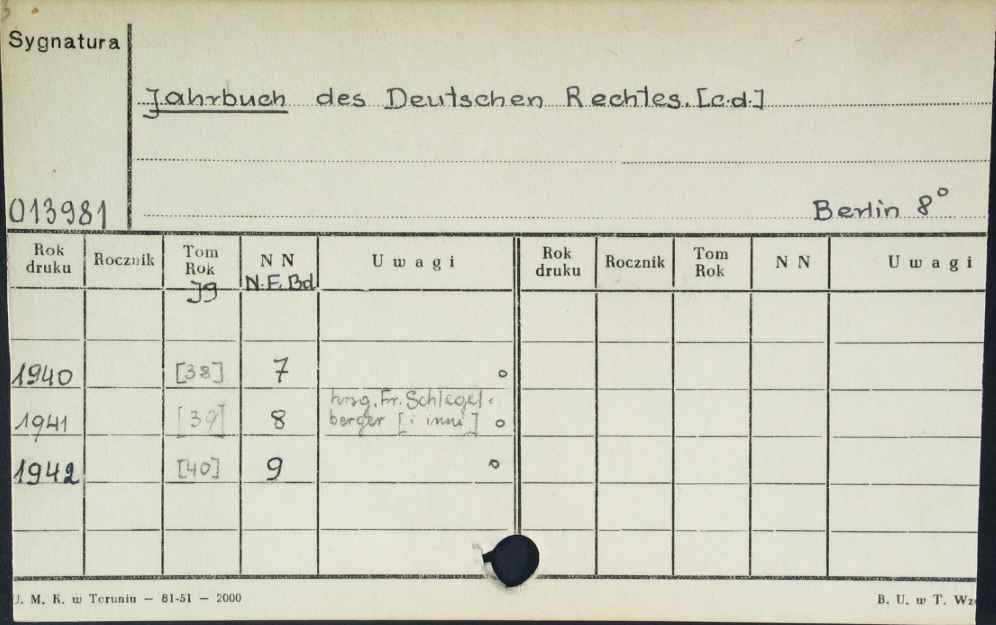 Sygnatura
Jahrbuch des Deutschen Rechtes. [c.d.]
013981
Berlin 8°
Rok druku Rocznik Tom Rok N N U w a g i Rok druku Rocznik Tom Rok N N U w a g i
Jg N.F. Bd
1940 [38] 7 o
1941 [39] 8 hrsg. Fr. Schlegel-
berger [i inni] o
1942 [40] 9 o
U. M. K. w Toruniu — 81-51 — 2000
B. U. w T. Wz